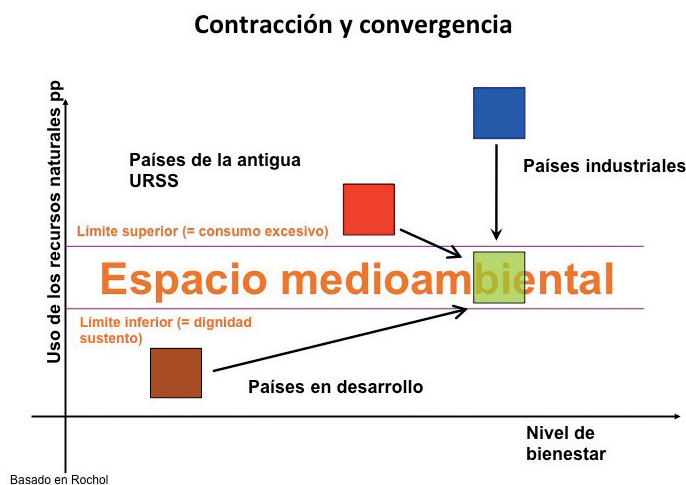 Contracción y convergencia
Uso de los recursos naturales pp
Países de la antigua
URSS
Países industriales
Límite superior (= consumo excesivo)
Espacio medioambiental
Límite inferior (= dignidad
sustento)
Países en desarrollo
Nivel de
bienestar
Basado en Rochol